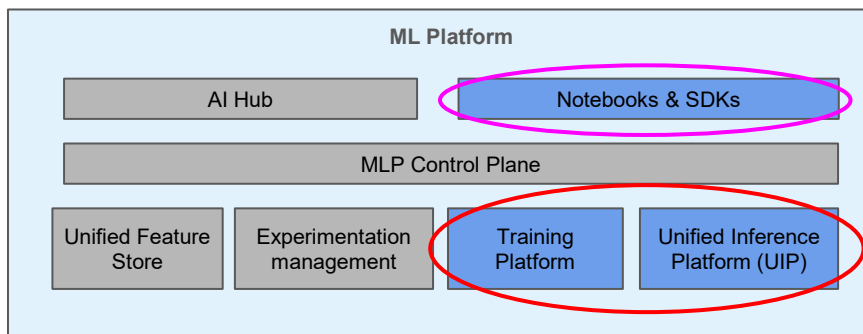 ML Platform
AI Hub
Notebooks & SDKs
MLP Control Plane
Unified Feature
Store
Experimentation
management
Training
Platform
Unified Inference
Platform (UIP)